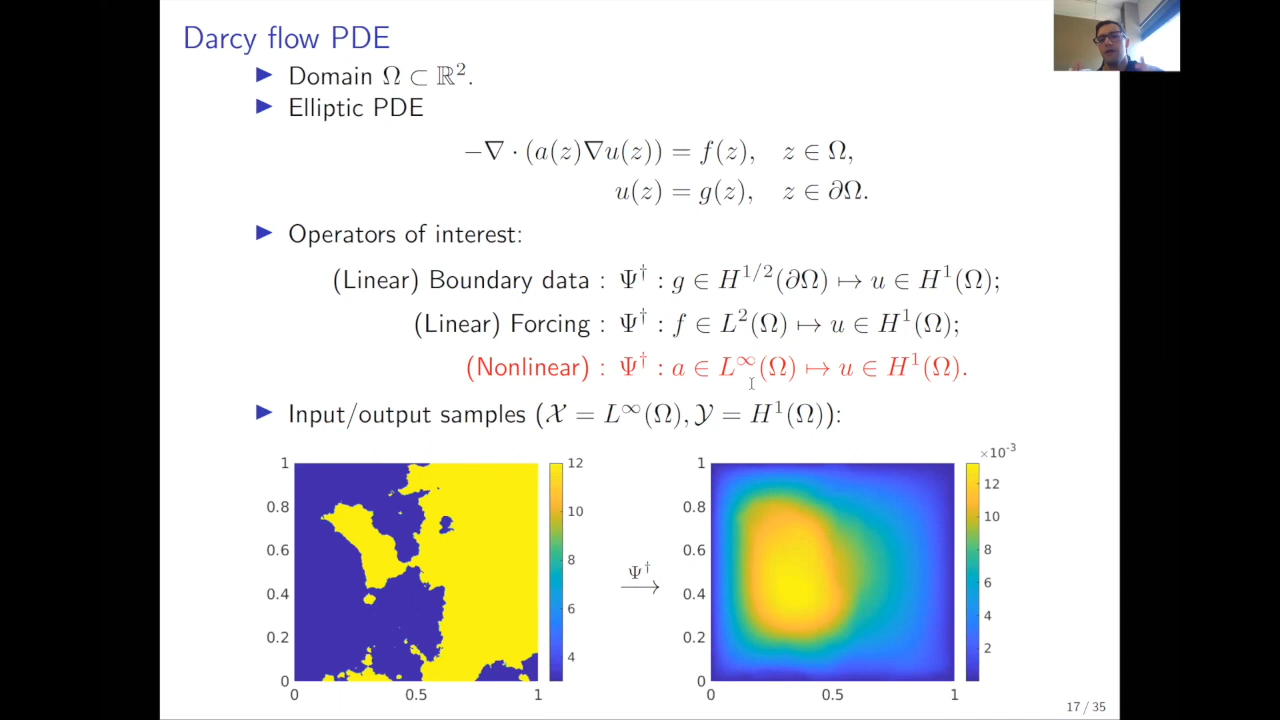 Darcy flow PDE
▶ Domain Ω ⊂ ℝ².
▶ Elliptic PDE
−∇ · (a(z)∇u(z)) = f(z), z ∈ Ω,
u(z) = g(z), z ∈ ∂Ω.
▶ Operators of interest:
(Linear) Boundary data : Ψ† : g ∈ H^{1/2}(∂Ω) ↦ u ∈ H¹(Ω);
(Linear) Forcing : Ψ† : f ∈ L²(Ω) ↦ u ∈ H¹(Ω);
(Nonlinear) : Ψ† : a ∈ L^∞(Ω) ↦ u ∈ H¹(Ω).
▶ Input/output samples (𝒳 = L^∞(Ω), 𝒴 = H¹(Ω)):
1
0.8
0.6
0.4
0.2
0
0 0.5 1
12
10
8
6
4
Ψ†
⟶
1
0.8
0.6
0.4
0.2
0
0 0.5 1
×10⁻³
12
10
8
6
4
2
17 / 35